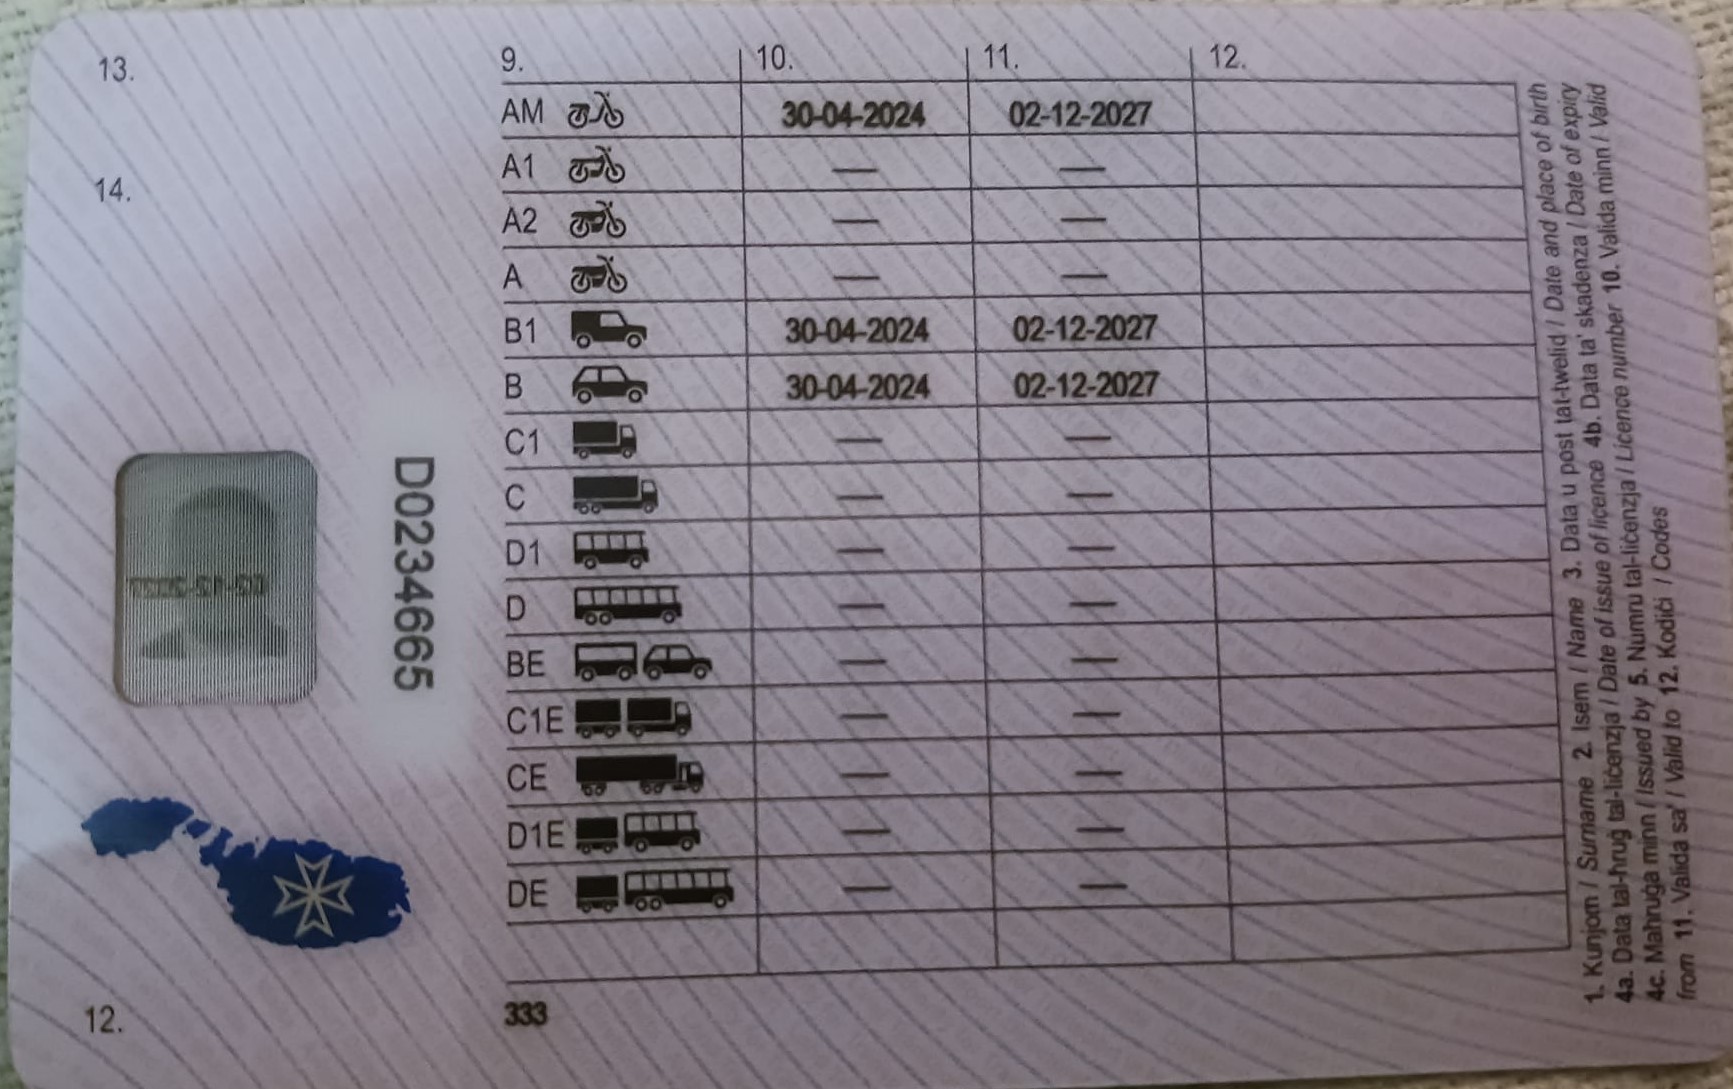 13.
14.
9. 10. 11. 12.
AM 30-04-2024 02-12-2027
A1 — —
A2 — —
A — —
B1 30-04-2024 02-12-2027
B 30-04-2024 02-12-2027
C1 — —
C — —
D1 — —
D — —
BE — —
C1E — —
CE — —
D1E — —
DE — —
12.
333
D0234665
1. Kunjom / Surname 2. Isem / Name 3. Data u post tat-twelid / Date and place of birth
4a. Data tal-ħruġ tal-liċenzja / Date of issue of licence 4b. Data ta' skadenza / Date of expiry
4c. Maħruġa minn / Issued by 5. Numru tal-liċenzja / Licence number 10. Valida minn / Valid
from 11. Valida sa' / Valid to 12. Kodiċi / Codes